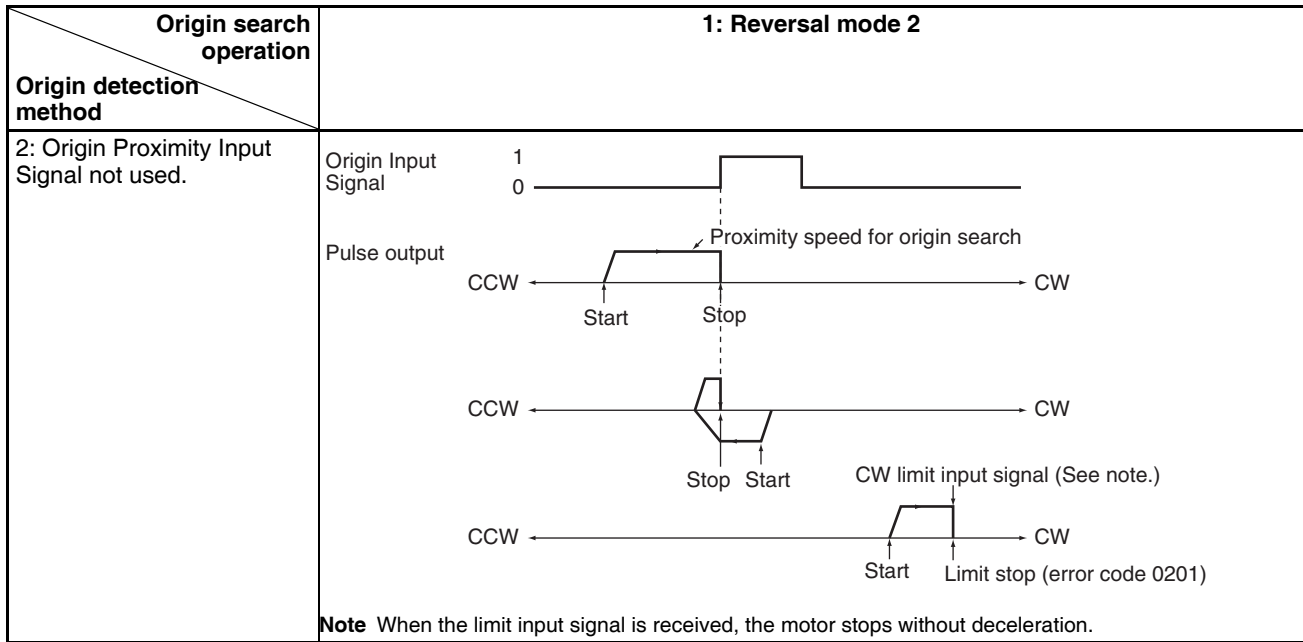 Origin search
operation
Origin detection
method
1: Reversal mode 2
2: Origin Proximity Input
Signal not used.
Origin Input
Signal
1
0
Pulse output
Proximity speed for origin search
CCW
CW
Start
Stop
CCW
CW
Stop
Start
CW limit input signal (See note.)
CCW
CW
Start
Limit stop (error code 0201)
Note When the limit input signal is received, the motor stops without deceleration.